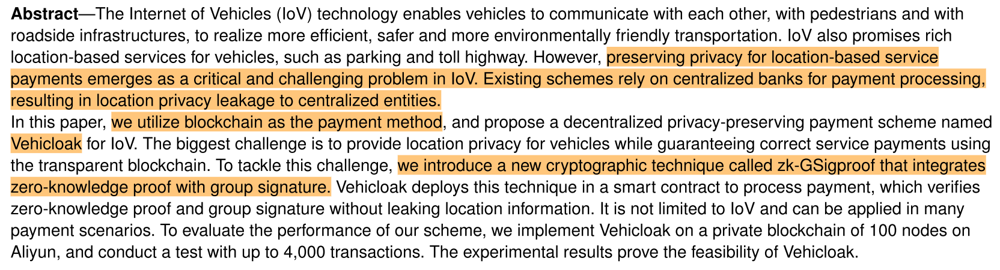 Abstract—The Internet of Vehicles (IoV) technology enables vehicles to communicate with each other, with pedestrians and with
roadside infrastructures, to realize more efficient, safer and more environmentally friendly transportation. IoV also promises rich
location-based services for vehicles, such as parking and toll highway. However, preserving privacy for location-based service
payments emerges as a critical and challenging problem in IoV. Existing schemes rely on centralized banks for payment processing,
resulting in location privacy leakage to centralized entities.
In this paper, we utilize blockchain as the payment method, and propose a decentralized privacy-preserving payment scheme named
Vehicloak for IoV. The biggest challenge is to provide location privacy for vehicles while guaranteeing correct service payments using
the transparent blockchain. To tackle this challenge, we introduce a new cryptographic technique called zk-GSigproof that integrates
zero-knowledge proof with group signature. Vehicloak deploys this technique in a smart contract to process payment, which verifies
zero-knowledge proof and group signature without leaking location information. It is not limited to IoV and can be applied in many
payment scenarios. To evaluate the performance of our scheme, we implement Vehicloak on a private blockchain of 100 nodes on
Aliyun, and conduct a test with up to 4,000 transactions. The experimental results prove the feasibility of Vehicloak.